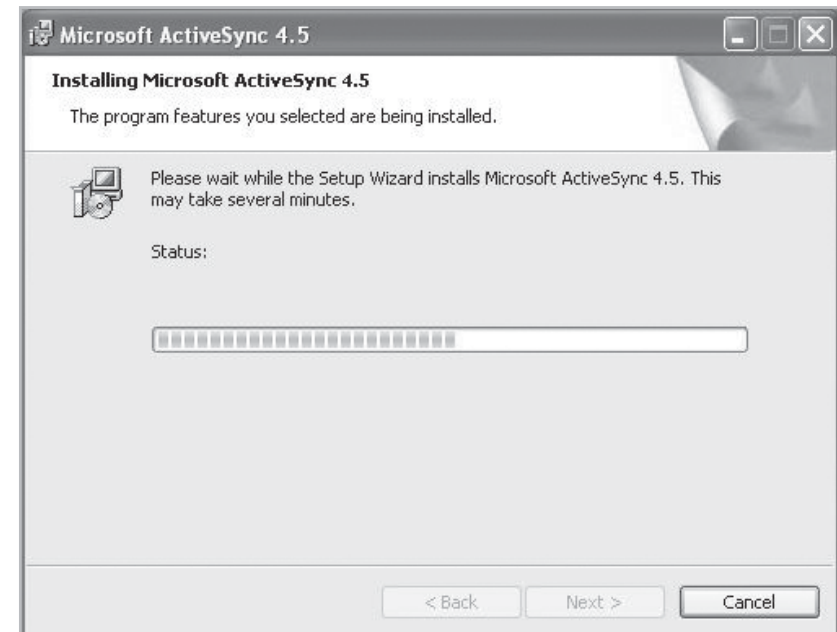 Microsoft ActiveSync 4.5
Installing Microsoft ActiveSync 4.5
The program features you selected are being installed.
Please wait while the Setup Wizard installs Microsoft ActiveSync 4.5. This
may take several minutes.
Status:
< Back Next > Cancel